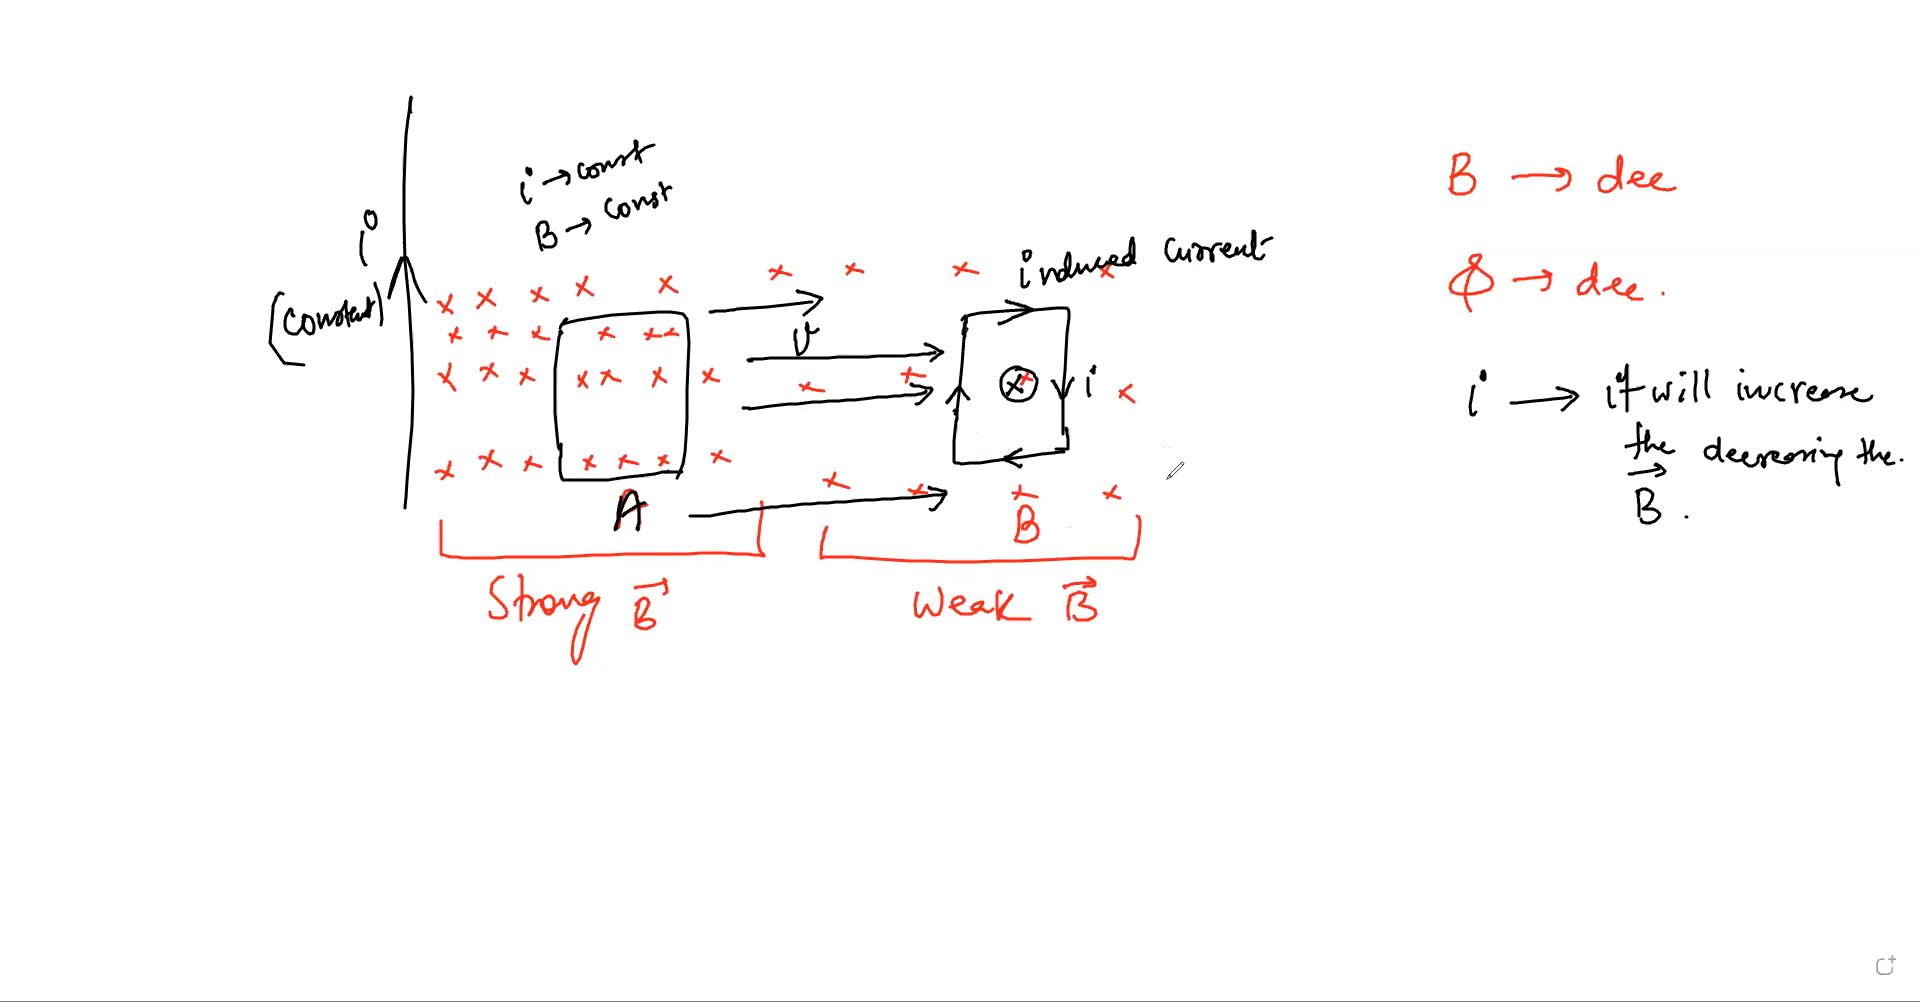 i → const
B → const
i
(constant)
v
induced current
i
A
B
Strong B
Weak B
B → dec
ϕ → dec.
i → it will increase
the decreasing the.
B.